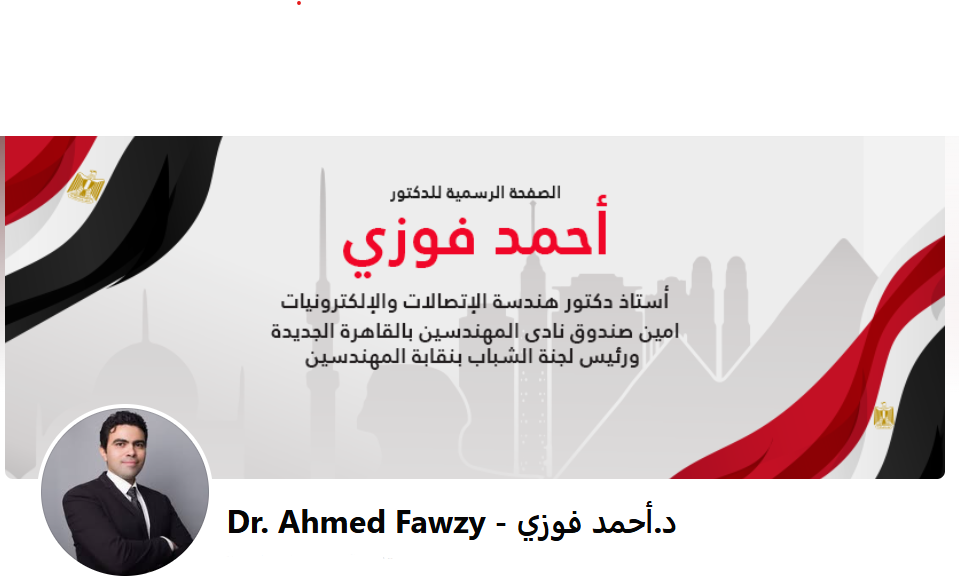 الصفحة الرسمية للدكتور
أحمد فوزي
أستاذ دكتور هندسة الإتصالات والإلكترونيات
امين صندوق نادى المهندسين بالقاهرة الجديدة
ورئيس لجنة الشباب بنقابة المهندسين
Dr. Ahmed Fawzy - د.أحمد فوزي